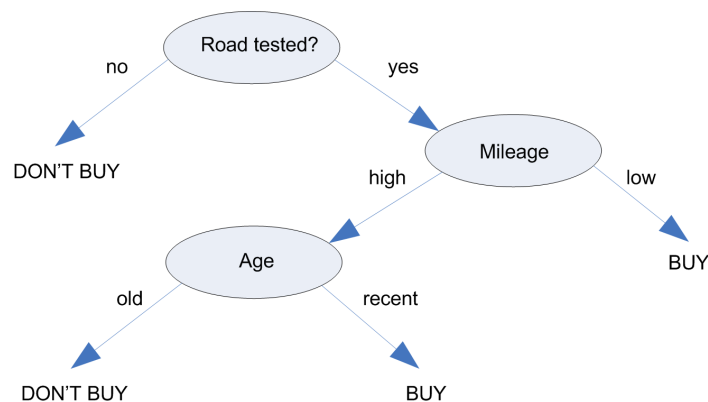 Road tested?
no
yes
DON'T BUY
Mileage
high
low
Age
BUY
old
recent
DON'T BUY
BUY